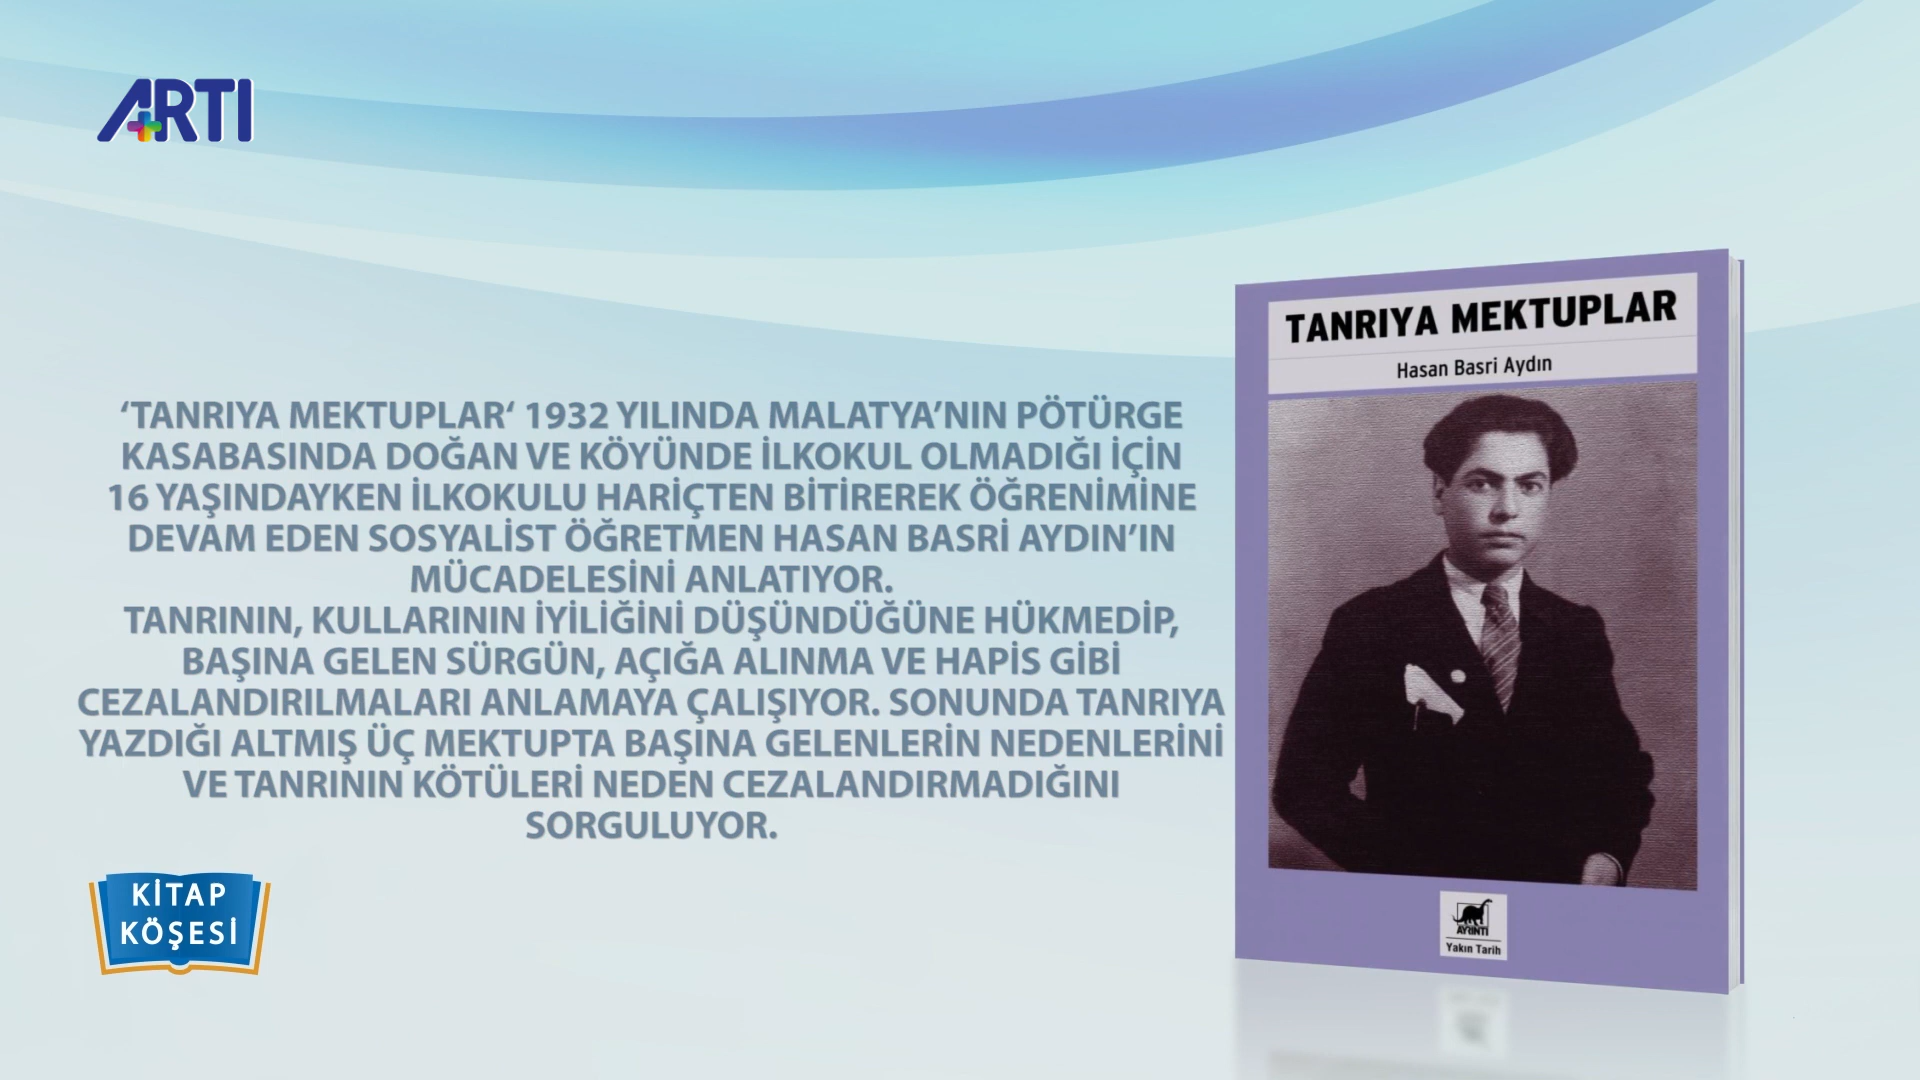 ARTI
TANRIYA MEKTUPLAR
Hasan Basri Aydın
‘TANRIYA MEKTUPLAR‘ 1932 YILINDA MALATYA’NIN PÖTÜRGE
KASABASINDA DOĞAN VE KÖYÜNDE İLKOKUL OLMADIĞI İÇİN
16 YAŞINDAYKEN İLKOKULU HARİÇTEN BİTİREREK ÖĞRENİMİNE
DEVAM EDEN SOSYALİST ÖĞRETMEN HASAN BASRİ AYDIN’IN
MÜCADELESİNİ ANLATIYOR.
TANRININ, KULLARININ İYİLİĞİNİ DÜŞÜNDÜĞÜNE HÜKMEDİP,
BAŞINA GELEN SÜRGÜN, AÇIĞA ALINMA VE HAPİS GİBİ
CEZALANDIRILMALARI ANLAMAYA ÇALIŞIYOR. SONUNDA TANRIYA
YAZDIĞI ALTMIŞ ÜÇ MEKTUPTA BAŞINA GELENLERİN NEDENLERİNİ
VE TANRININ KÖTÜLERİ NEDEN CEZALANDIRMADIĞINI
SORGULUYOR.
KİTAP
KÖŞESİ
AYRINTI
Yakın Tarih